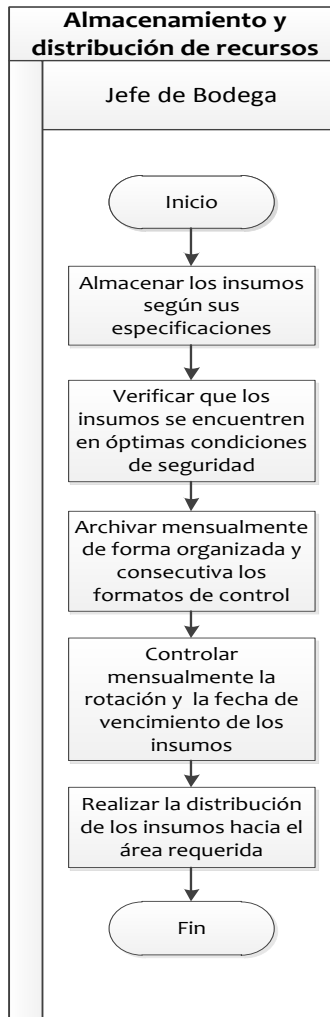 Almacenamiento y
distribución de recursos
Jefe de Bodega
Inicio
Almacenar los insumos
según sus
especificaciones
Verificar que los
insumos se encuentren
en óptimas condiciones
de seguridad
Archivar mensualmente
de forma organizada y
consecutiva los
formatos de control
Controlar
mensualmente la
rotación y la fecha de
vencimiento de los
insumos
Realizar la distribución
de los insumos hacia el
área requerida
Fin